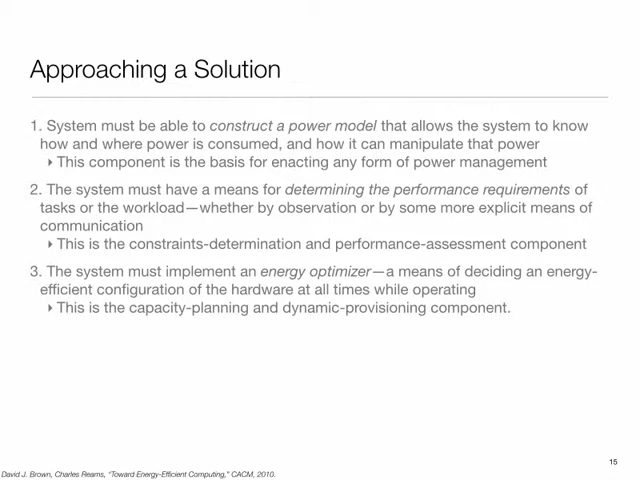 Approaching a Solution
1. System must be able to construct a power model that allows the system to know
how and where power is consumed, and how it can manipulate that power
‣ This component is the basis for enacting any form of power management
2. The system must have a means for determining the performance requirements of
tasks or the workload—whether by observation or by some more explicit means of
communication
‣ This is the constraints-determination and performance-assessment component
3. The system must implement an energy optimizer—a means of deciding an energy-
efficient configuration of the hardware at all times while operating
‣ This is the capacity-planning and dynamic-provisioning component.
15
David J. Brown, Charles Reams, “Toward Energy-Efficient Computing,” CACM, 2010.